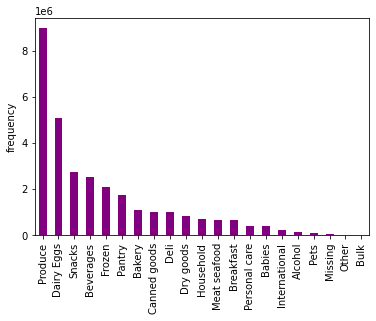 1e6
8
6
4
2
0
frequency
Produce
Dairy Eggs
Snacks
Beverages
Frozen
Pantry
Bakery
Canned goods
Deli
Dry goods
Household
Meat seafood
Breakfast
Personal care
Babies
International
Alcohol
Pets
Missing
Other
Bulk